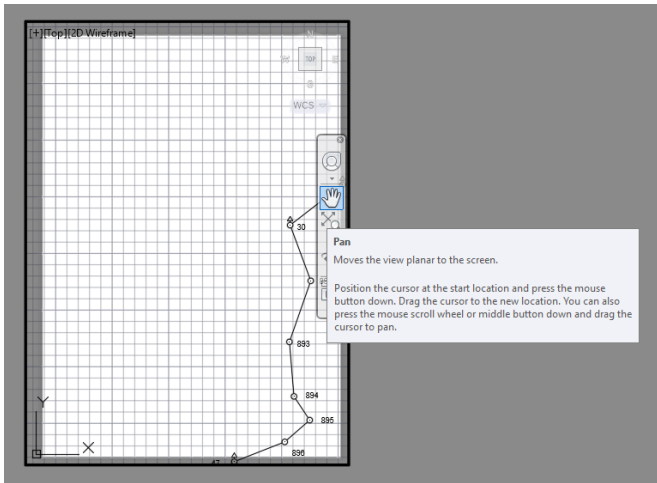 [+][Top][2D Wireframe]
TOP
S
WCS
30
Pan
Moves the view planar to the screen.
Position the cursor at the start location and press the mouse
button down. Drag the cursor to the new location. You can also
press the mouse scroll wheel or middle button down and drag the
cursor to pan.
893
894
895
Y
X
896
47